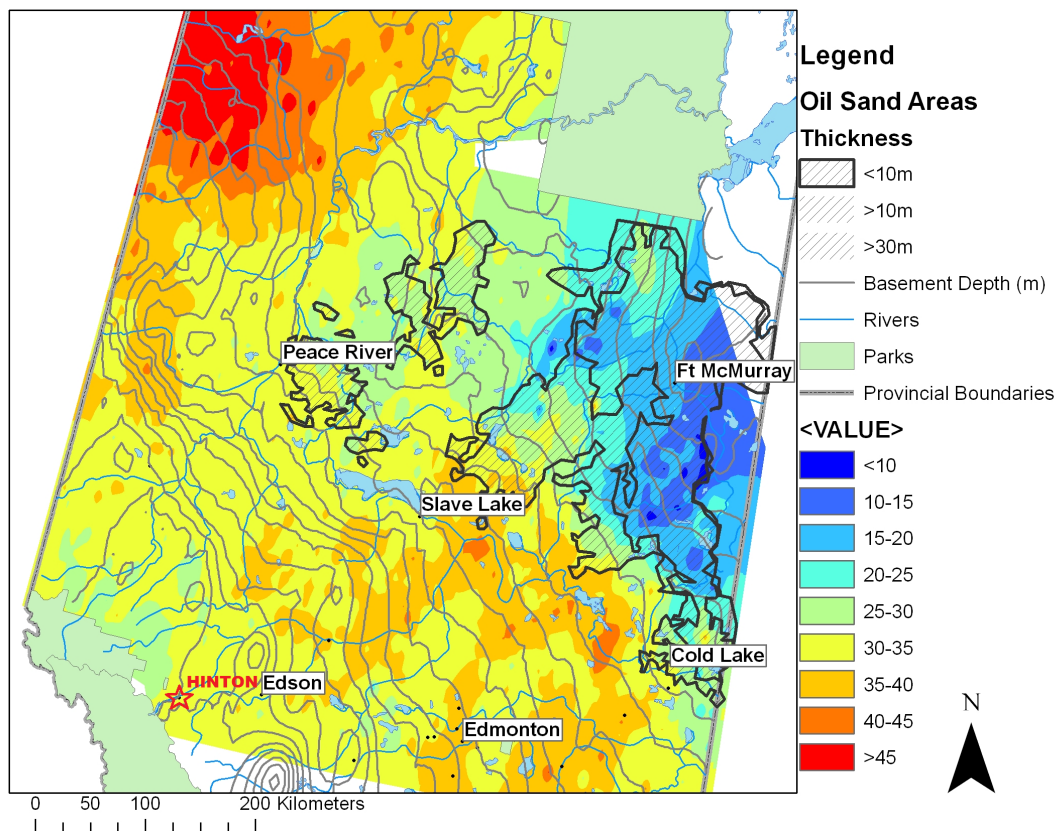 Legend
Oil Sand Areas
Thickness
<10m
>10m
>30m
Basement Depth (m)
Rivers
Parks
Provincial Boundaries
<VALUE>
<10
10-15
15-20
20-25
25-30
30-35
35-40
40-45
>45
Peace River
Ft McMurray
Slave Lake
Cold Lake
HINTON
Edson
Edmonton
N
0 50 100 200 Kilometers